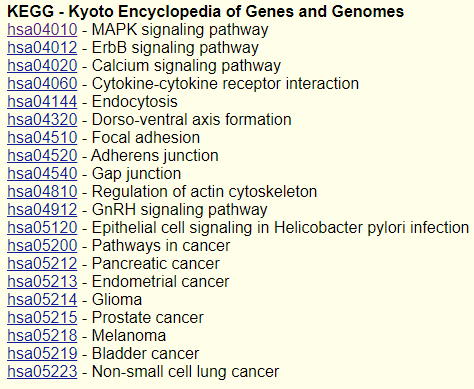 KEGG - Kyoto Encyclopedia of Genes and Genomes
hsa04010 - MAPK signaling pathway
hsa04012 - ErbB signaling pathway
hsa04020 - Calcium signaling pathway
hsa04060 - Cytokine-cytokine receptor interaction
hsa04144 - Endocytosis
hsa04320 - Dorso-ventral axis formation
hsa04510 - Focal adhesion
hsa04520 - Adherens junction
hsa04540 - Gap junction
hsa04810 - Regulation of actin cytoskeleton
hsa04912 - GnRH signaling pathway
hsa05120 - Epithelial cell signaling in Helicobacter pylori infection
hsa05200 - Pathways in cancer
hsa05212 - Pancreatic cancer
hsa05213 - Endometrial cancer
hsa05214 - Glioma
hsa05215 - Prostate cancer
hsa05218 - Melanoma
hsa05219 - Bladder cancer
hsa05223 - Non-small cell lung cancer